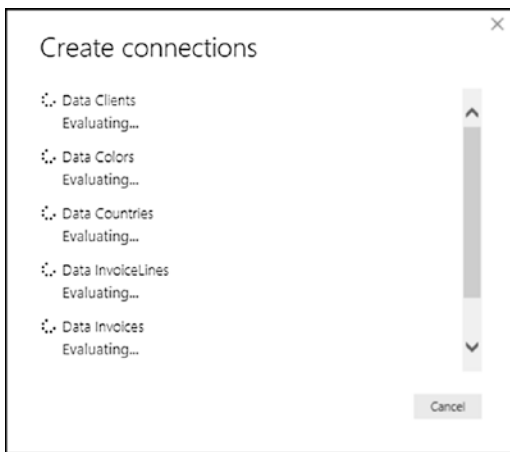 Create connections
Data Clients
Evaluating...
Data Colors
Evaluating...
Data Countries
Evaluating...
Data InvoiceLines
Evaluating...
Data Invoices
Evaluating...
Cancel